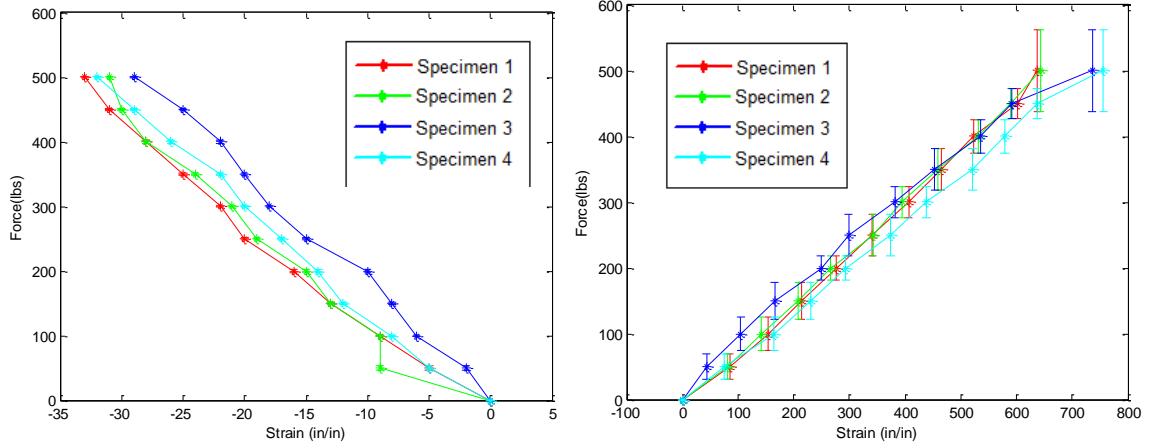 600
500
400
300
200
100
0
Force(lbs)
Specimen 1
Specimen 2
Specimen 3
Specimen 4
-35 -30 -25 -20 -15 -10 -5 0 5
Strain (in/in)
600
500
400
300
200
100
0
Force(lbs)
Specimen 1
Specimen 2
Specimen 3
Specimen 4
-100 0 100 200 300 400 500 600 700 800
Strain (in/in)